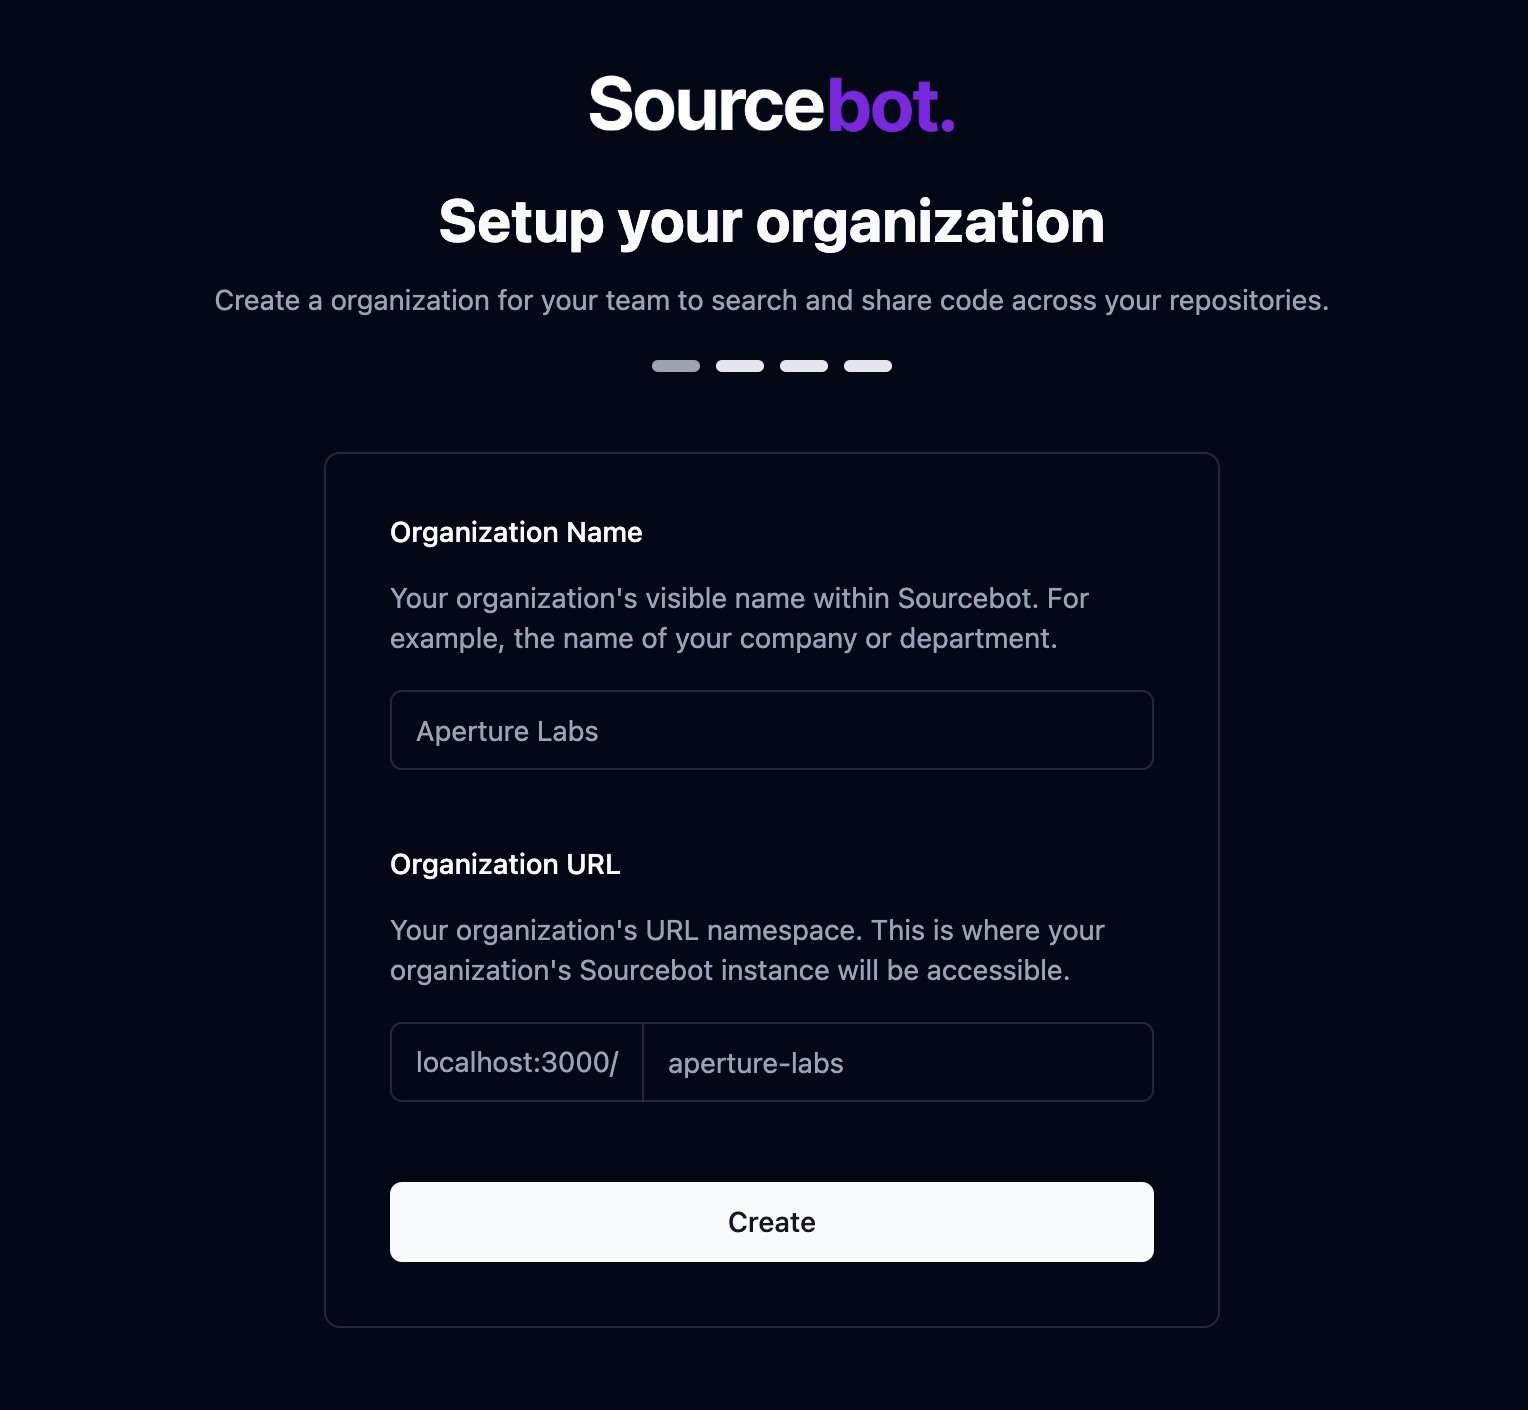 Sourcebot.
Setup your organization
Create a organization for your team to search and share code across your repositories.
Organization Name
Your organization's visible name within Sourcebot. For
example, the name of your company or department.
Aperture Labs
Organization URL
Your organization's URL namespace. This is where your
organization's Sourcebot instance will be accessible.
localhost:3000/ aperture-labs
Create